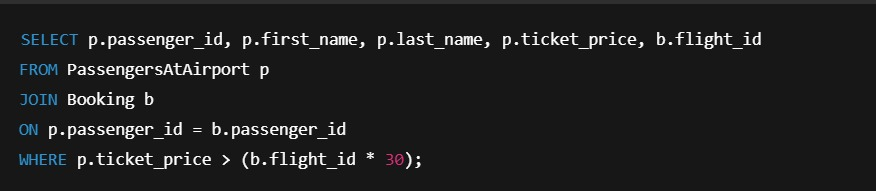 SELECT p.passenger_id, p.first_name, p.last_name, p.ticket_price, b.flight_id
FROM PassengersAtAirport p
JOIN Booking b
ON p.passenger_id = b.passenger_id
WHERE p.ticket_price > (b.flight_id * 30);